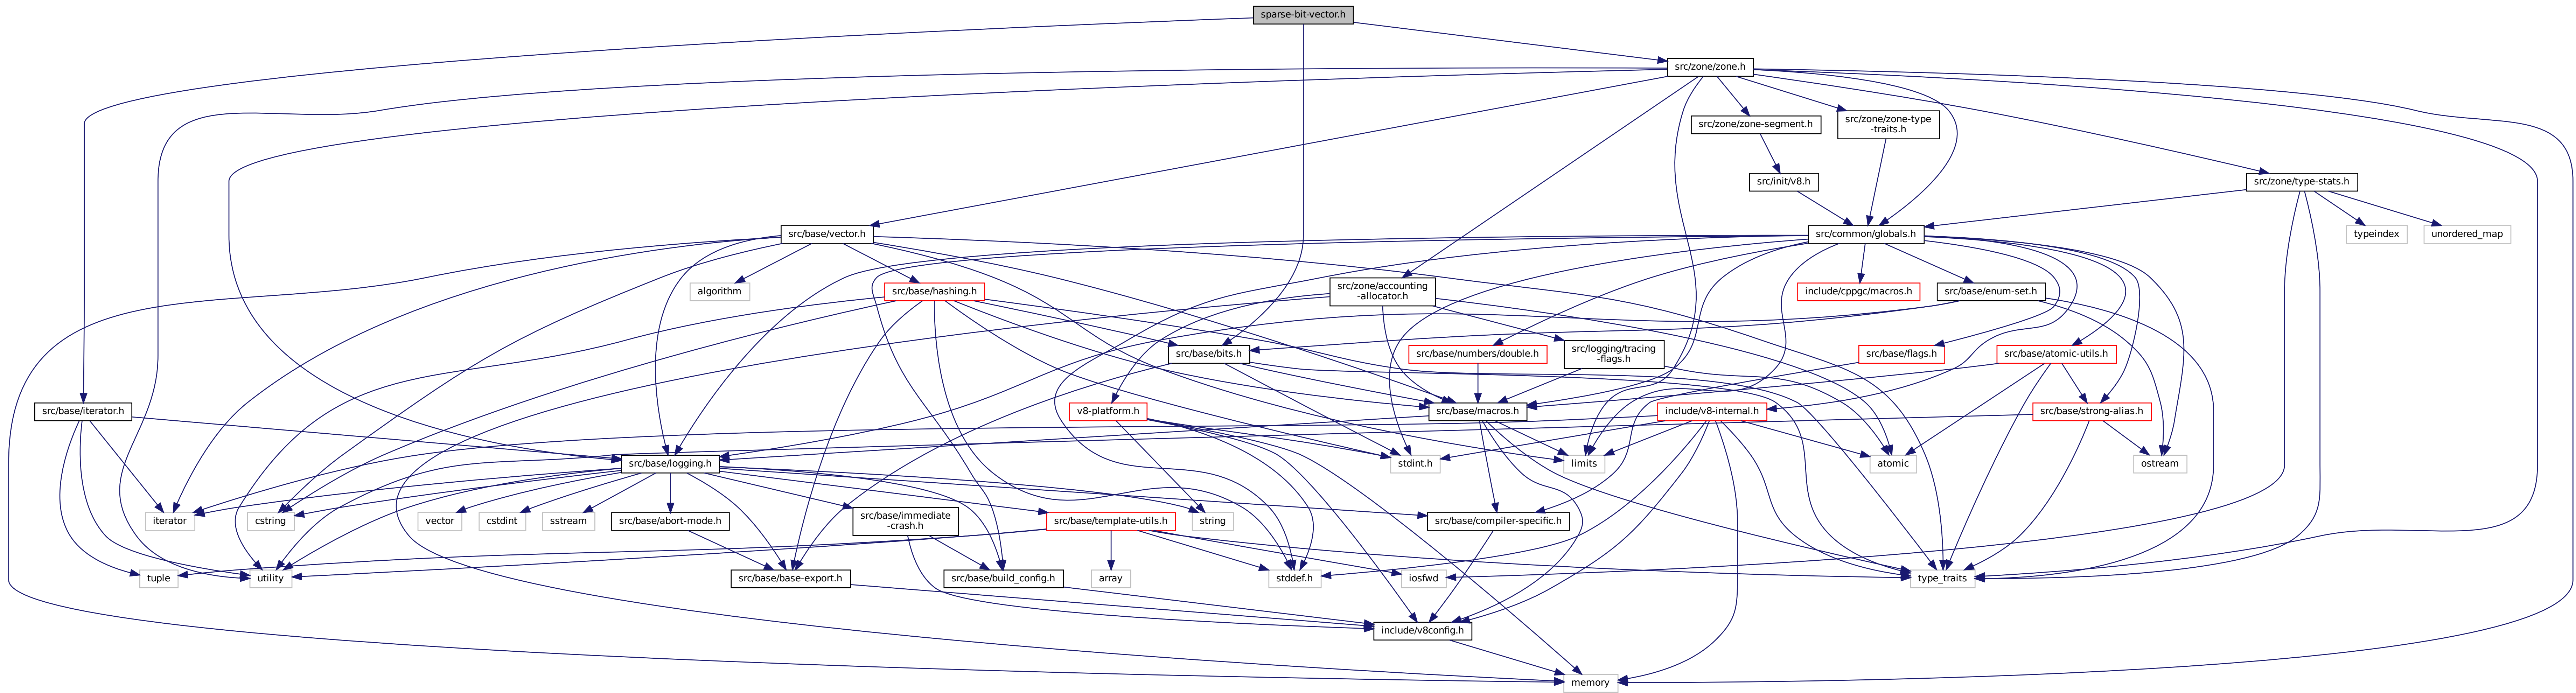 sparse-bit-vector.h
src/zone/zone.h
src/zone/zone-segment.h
src/zone/zone-type
-traits.h
src/init/v8.h
src/zone/type-stats.h
src/base/vector.h
src/common/globals.h
typeindex
unordered_map
algorithm
src/base/hashing.h
src/zone/accounting
-allocator.h
include/cppgc/macros.h
src/base/enum-set.h
src/base/bits.h
src/base/numbers/double.h
src/logging/tracing
-flags.h
src/base/flags.h
src/base/atomic-utils.h
src/base/iterator.h
v8-platform.h
src/base/macros.h
include/v8-internal.h
src/base/strong-alias.h
src/base/logging.h
stdint.h
limits
atomic
ostream
iterator
cstring
vector
cstdint
sstream
src/base/abort-mode.h
src/base/immediate
-crash.h
src/base/template-utils.h
string
src/base/compiler-specific.h
tuple
utility
src/base/base-export.h
src/base/build_config.h
array
stddef.h
iosfwd
type_traits
include/v8config.h
memory